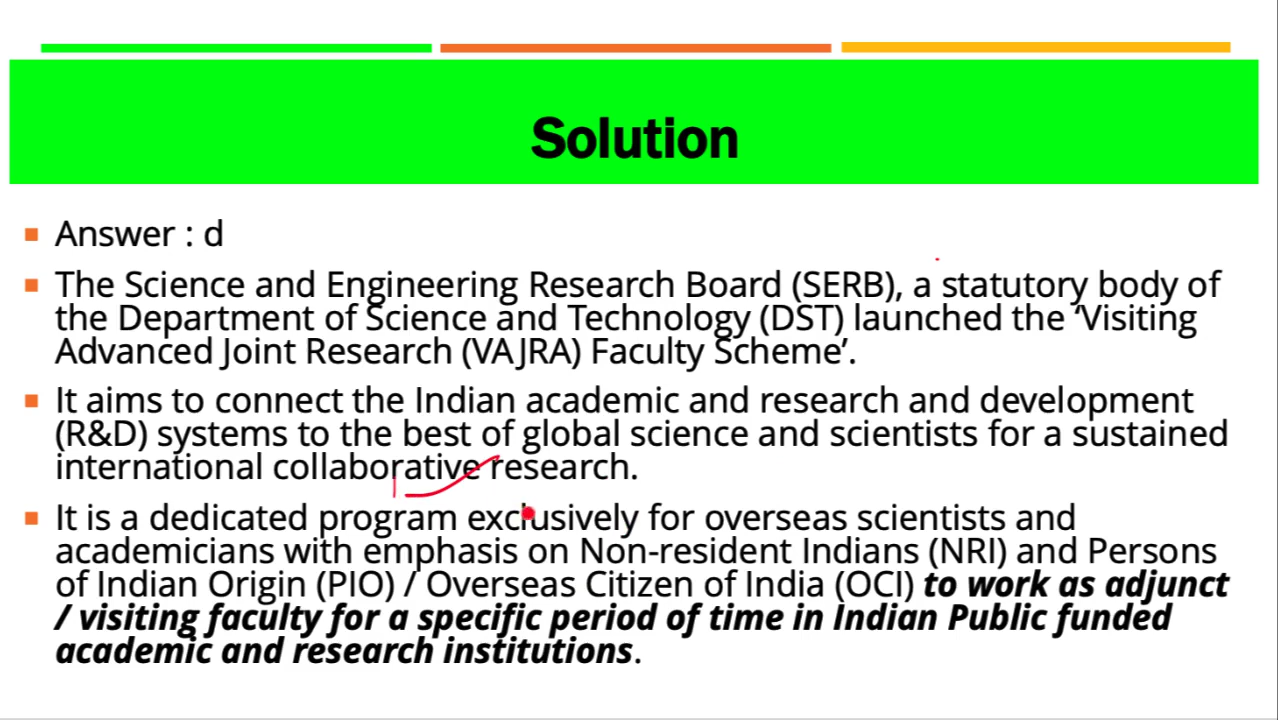 Solution
Answer : d
The Science and Engineering Research Board (SERB), a statutory body of
the Department of Science and Technology (DST) launched the ‘Visiting
Advanced Joint Research (VAJRA) Faculty Scheme’.
It aims to connect the Indian academic and research and development
(R&D) systems to the best of global science and scientists for a sustained
international collaborative research.
It is a dedicated program exclusively for overseas scientists and
academicians with emphasis on Non-resident Indians (NRI) and Persons
of Indian Origin (PIO) / Overseas Citizen of India (OCI) to work as adjunct
/ visiting faculty for a specific period of time in Indian Public funded
academic and research institutions.